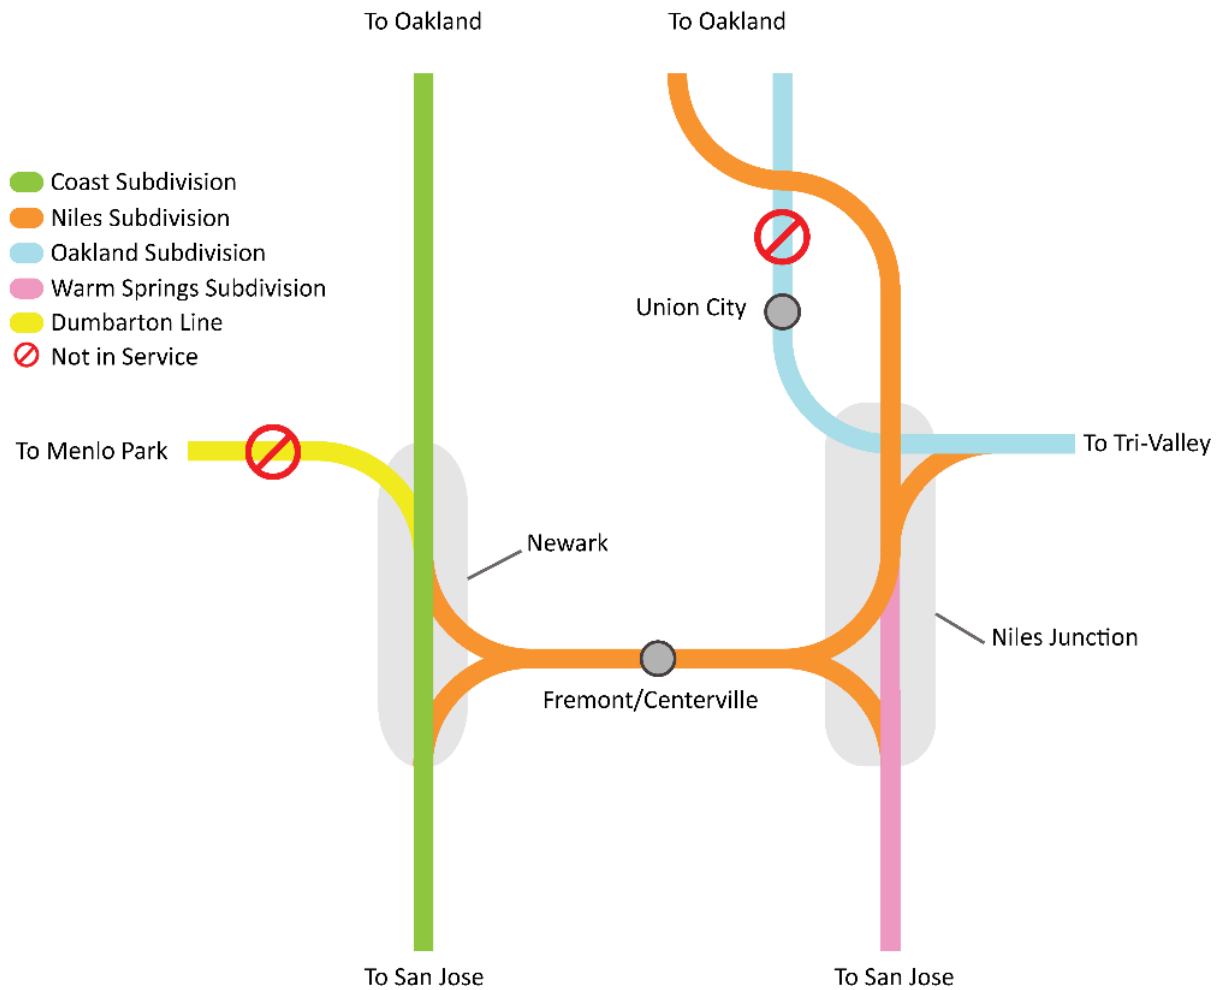 To Oakland
To Oakland
Coast Subdivision
Niles Subdivision
Oakland Subdivision
Warm Springs Subdivision
Dumbarton Line
Not in Service
Union City
To Menlo Park
To Tri-Valley
Newark
Niles Junction
Fremont/Centerville
To San Jose
To San Jose